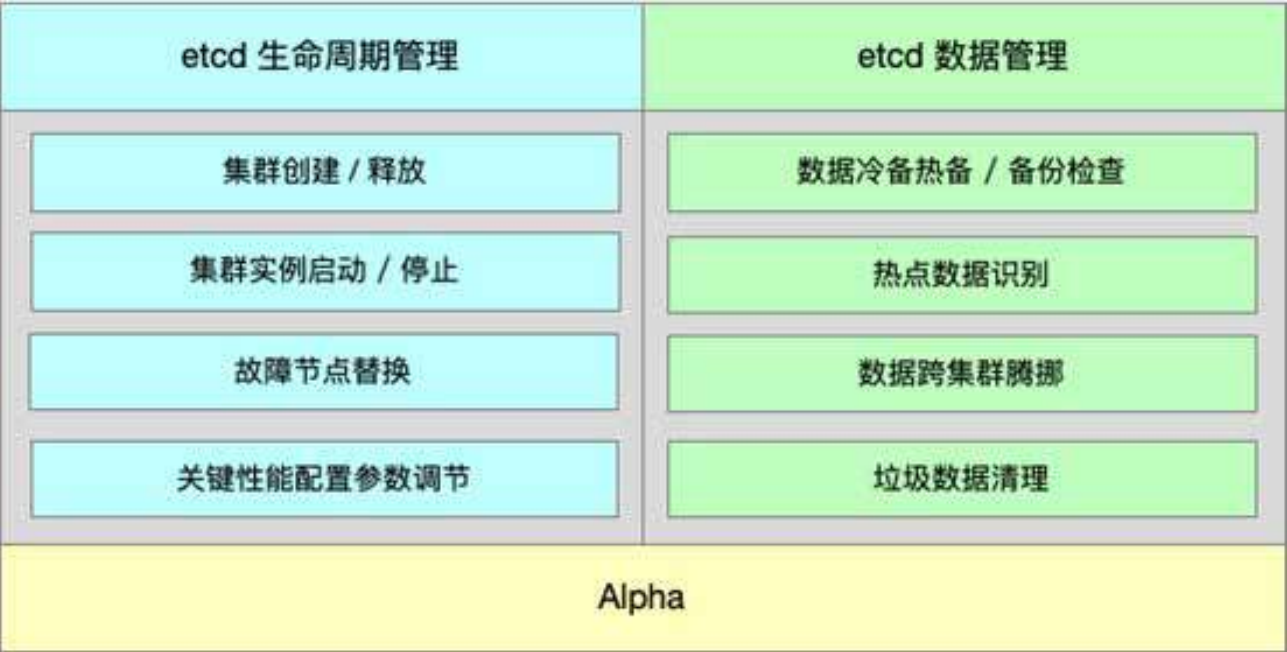 etcd 生命周期管理
集群创建 / 释放
集群实例启动 / 停止
故障节点替换
关键性能配置参数调节
etcd 数据管理
数据冷备热备 / 备份检查
热点数据识别
数据跨集群腾挪
垃圾数据清理
Alpha